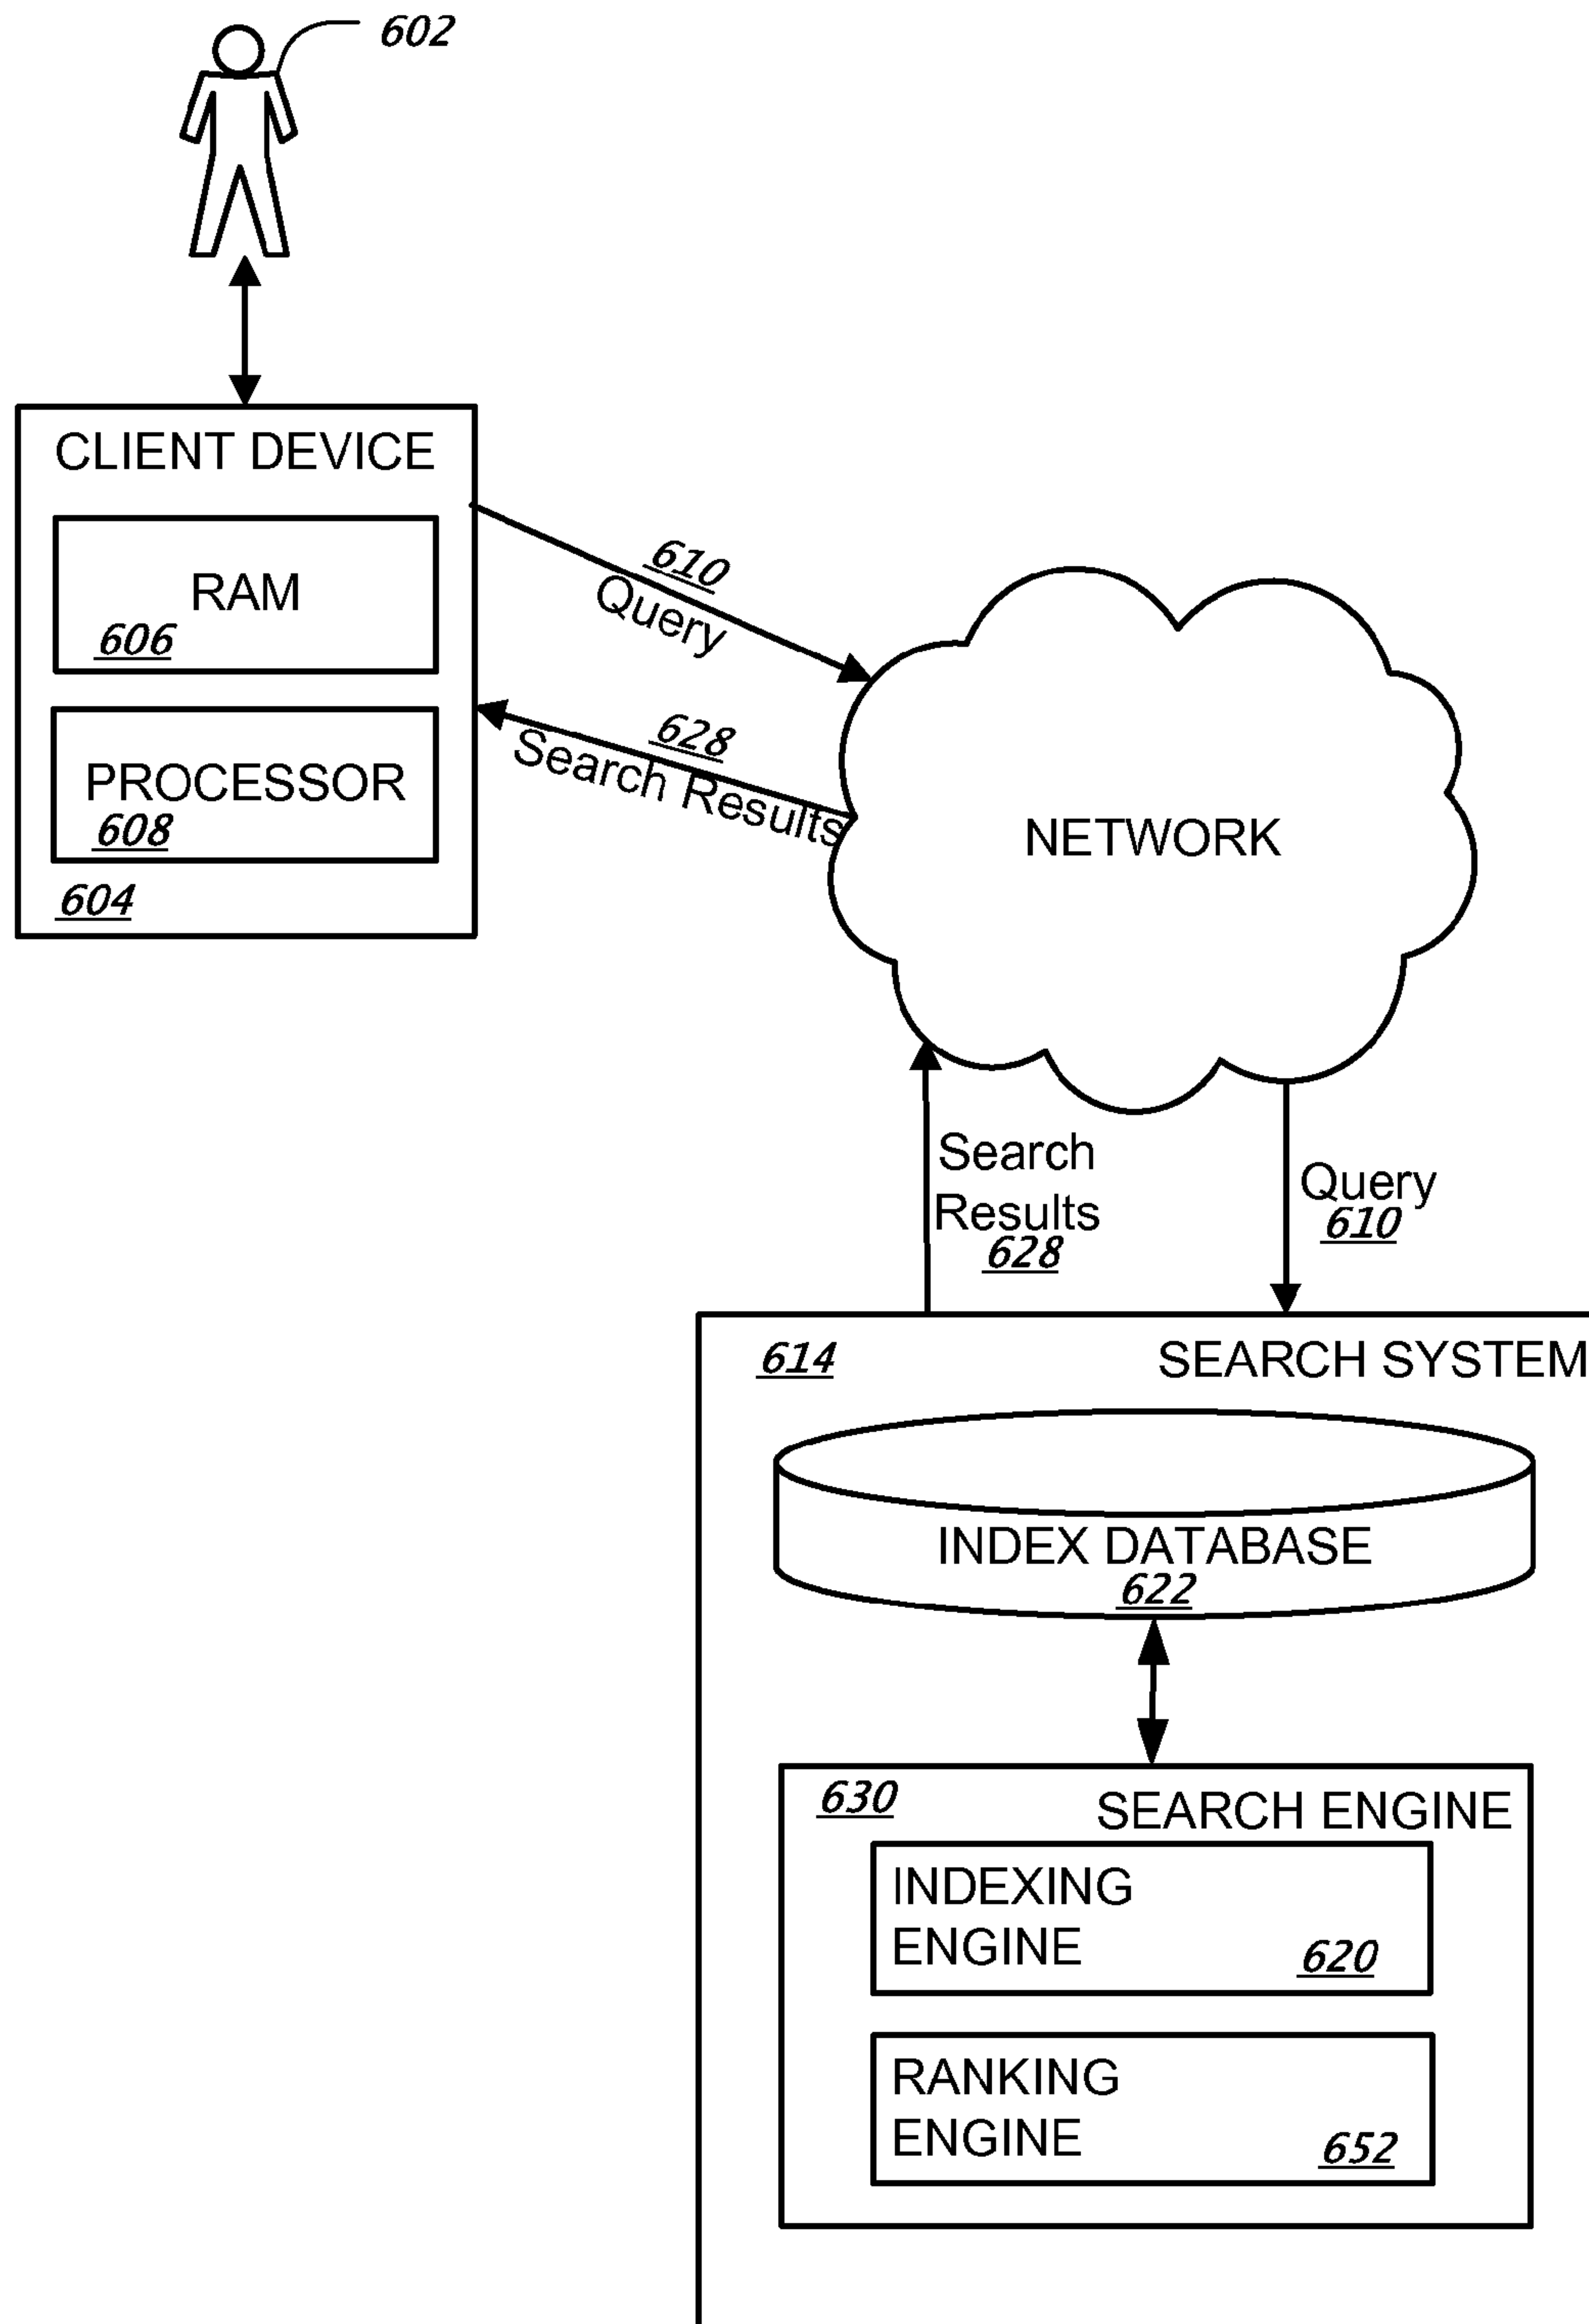 602
CLIENT DEVICE
RAM
606
PROCESSOR
608
604
610
Query
628
Search Results
NETWORK
Search
Results
628
Query
610
614
SEARCH SYSTEM
INDEX DATABASE
622
630
SEARCH ENGINE
INDEXING
ENGINE
620
RANKING
ENGINE
652